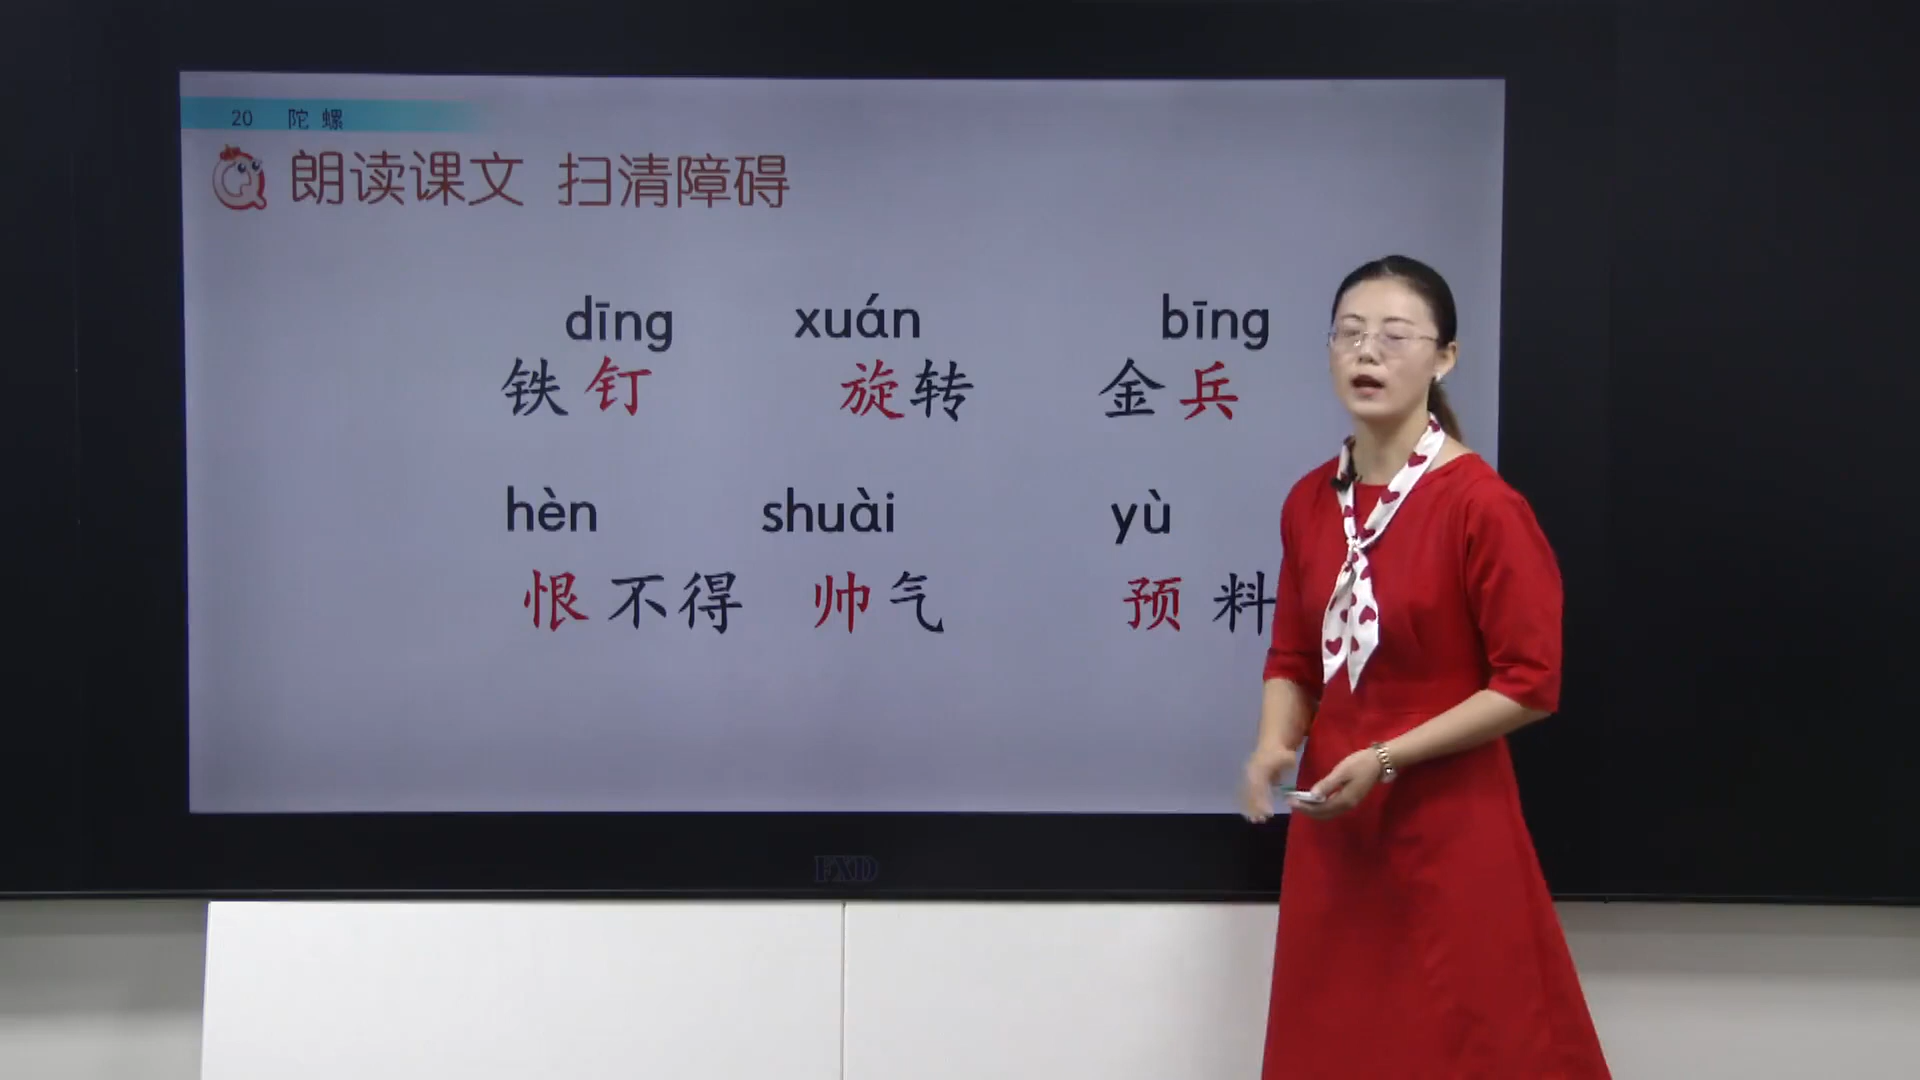 20 陀螺
朗读课文 扫清障碍
dīng xuán bīng
铁钉 旋转 金兵
hèn shuài yù
恨不得 帅气 预料
FXD